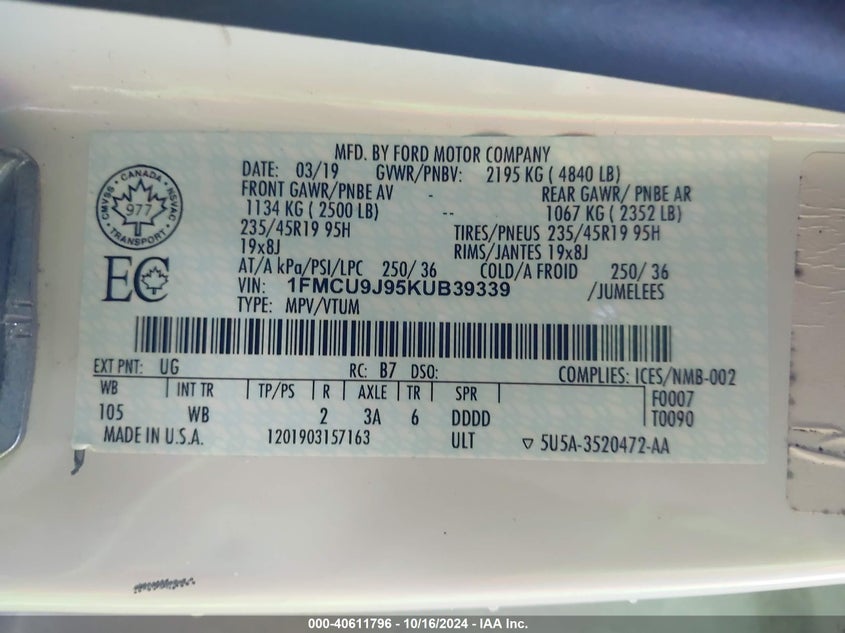 MFD. BY FORD MOTOR COMPANY
DATE: 03/19 GVWR/PNBV: 2195 KG ( 4840 LB)
FRONT GAWR/PNBE AV - REAR GAWR/ PNBE AR
1134 KG ( 2500 LB) -- 1067 KG ( 2352 LB)
235/45R19 95H TIRES/PNEUS 235/45R19 95H
19x8J RIMS/JANTES 19x8J
AT/A kPa/PSI/LPC 250/ 36 COLD/A FROID 250/ 36
VIN: 1FMCU9J95KUB39339 /JUMELEES
TYPE: MPV/VTUM
CANADA
CMVSS
NSVAC
977
TRANSPORT
EC
EXT PNT: UG RC: B7 DSO: COMPLIES: ICES/NMB-002
WB INT TR TP/PS R AXLE TR SPR F0007
105 WB 2 3A 6 DDDD T0090
MADE IN U.S.A. 1201903157163 ULT ▽ 5U5A-3520472-AA
000-40611796 - 10/16/2024 - IAA Inc.